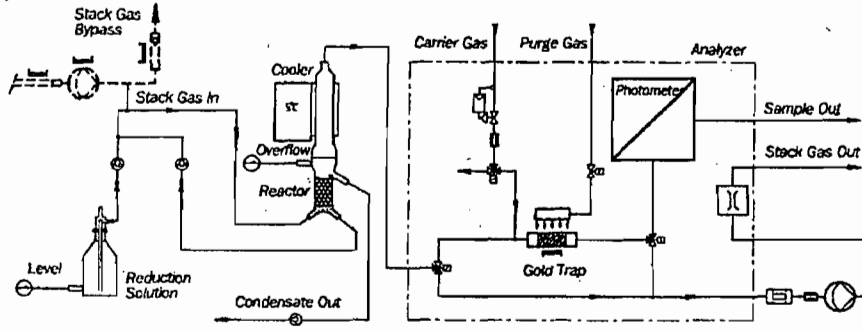 Stack Gas
Bypass
Stack Gas In
Cooler
5°C
Overflow
Reactor
Level
Reduction
Solution
Condensate Out
Carrier Gas
Purge Gas
Analyzer
Photometer
Sample Out
Stack Gas Out
Gold Trap